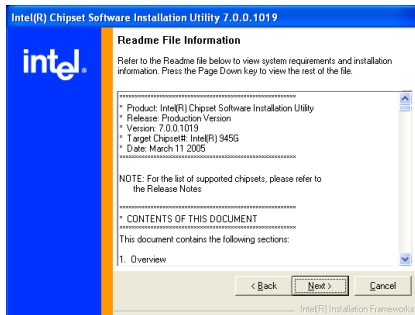 Intel(R) Chipset Software Installation Utility 7.0.0.1019
intel®
Readme File Information
Refer to the Readme file below to view system requirements and installation
information. Press the Page Down key to view the rest of the file.
************************************************************
* Product: Intel(R) Chipset Software Installation Utility
* Release: Production Version
* Version: 7.0.0.1019
* Target Chipset#: Intel(R) 945G
* Date: March 11 2005
************************************************************
NOTE: For the list of supported chipsets, please refer to
the Release Notes
************************************************************
* CONTENTS OF THIS DOCUMENT
************************************************************
This document contains the following sections:
1. Overview
< Back
Next >
Cancel
Intel(R) Installation Frameworks